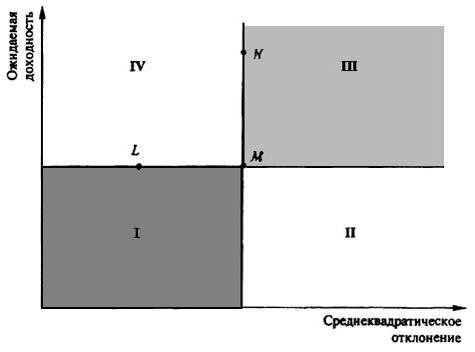 Ожидаемая
доходность
IV
N
III
L
M
I
II
Среднеквадратическое
отклонение